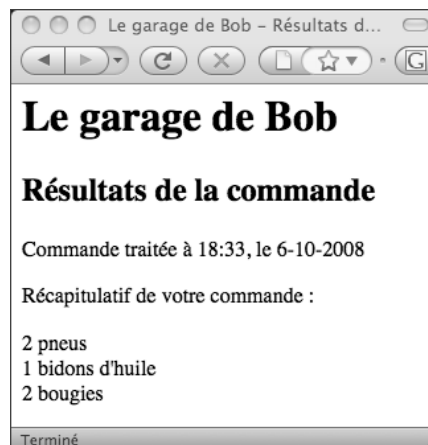 Le garage de Bob – Résultats d...
Le garage de Bob
Résultats de la commande
Commande traitée à 18:33, le 6-10-2008
Récapitulatif de votre commande :
2 pneus
1 bidons d'huile
2 bougies
Terminé